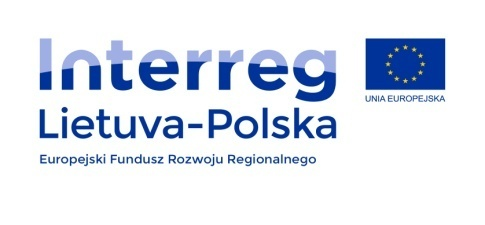 Interreg
Lietuva-Polska
Europejski Fundusz Rozwoju Regionalnego
UNIA EUROPEJSKA